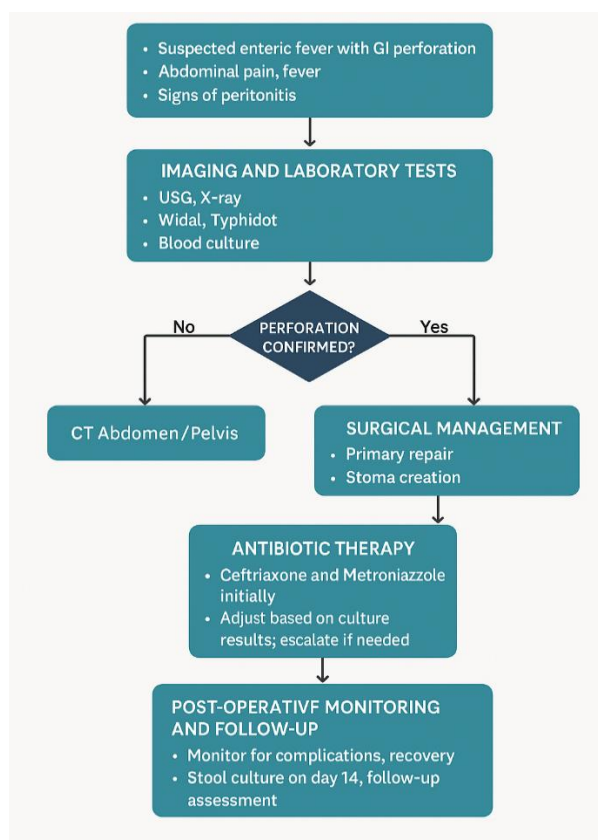 • Suspected enteric fever with GI perforation
• Abdominal pain, fever
• Signs of peritonitis
IMAGING AND LABORATORY TESTS
• USG, X-ray
• Widal, Typhidot
• Blood culture
PERFORATION
CONFIRMED?
No
Yes
CT Abdomen/Pelvis
SURGICAL MANAGEMENT
• Primary repair
• Stoma creation
ANTIBIOTIC THERAPY
• Ceftriaxone and Metroniazzole
initially
• Adjust based on culture
results; escalate if needed
POST-OPERATIVF MONITORING
AND FOLLOW-UP
• Monitor for complications, recovery
• Stool culture on day 14, follow-up
assessment